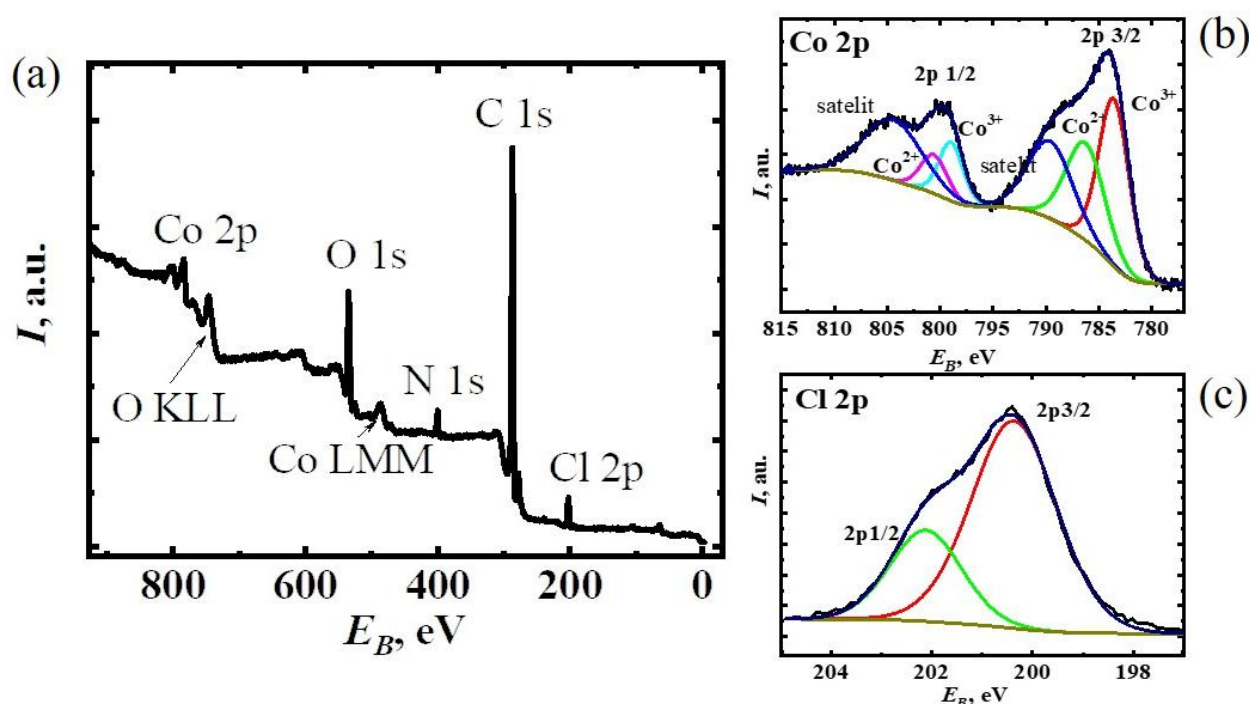 (a)
I, a.u.
Co 2p
O KLL
O 1s
Co LMM
N 1s
C 1s
Cl 2p
800 600 400 200 0
E_B, eV
(b)
Co 2p
I, au.
satelit
2p 1/2
Co²⁺
Co³⁺
satelit
Co²⁺
2p 3/2
Co³⁺
815 810 805 800 795 790 785 780
E_B, eV
(c)
Cl 2p
I, au.
2p1/2
2p3/2
204 202 200 198
E_B, eV